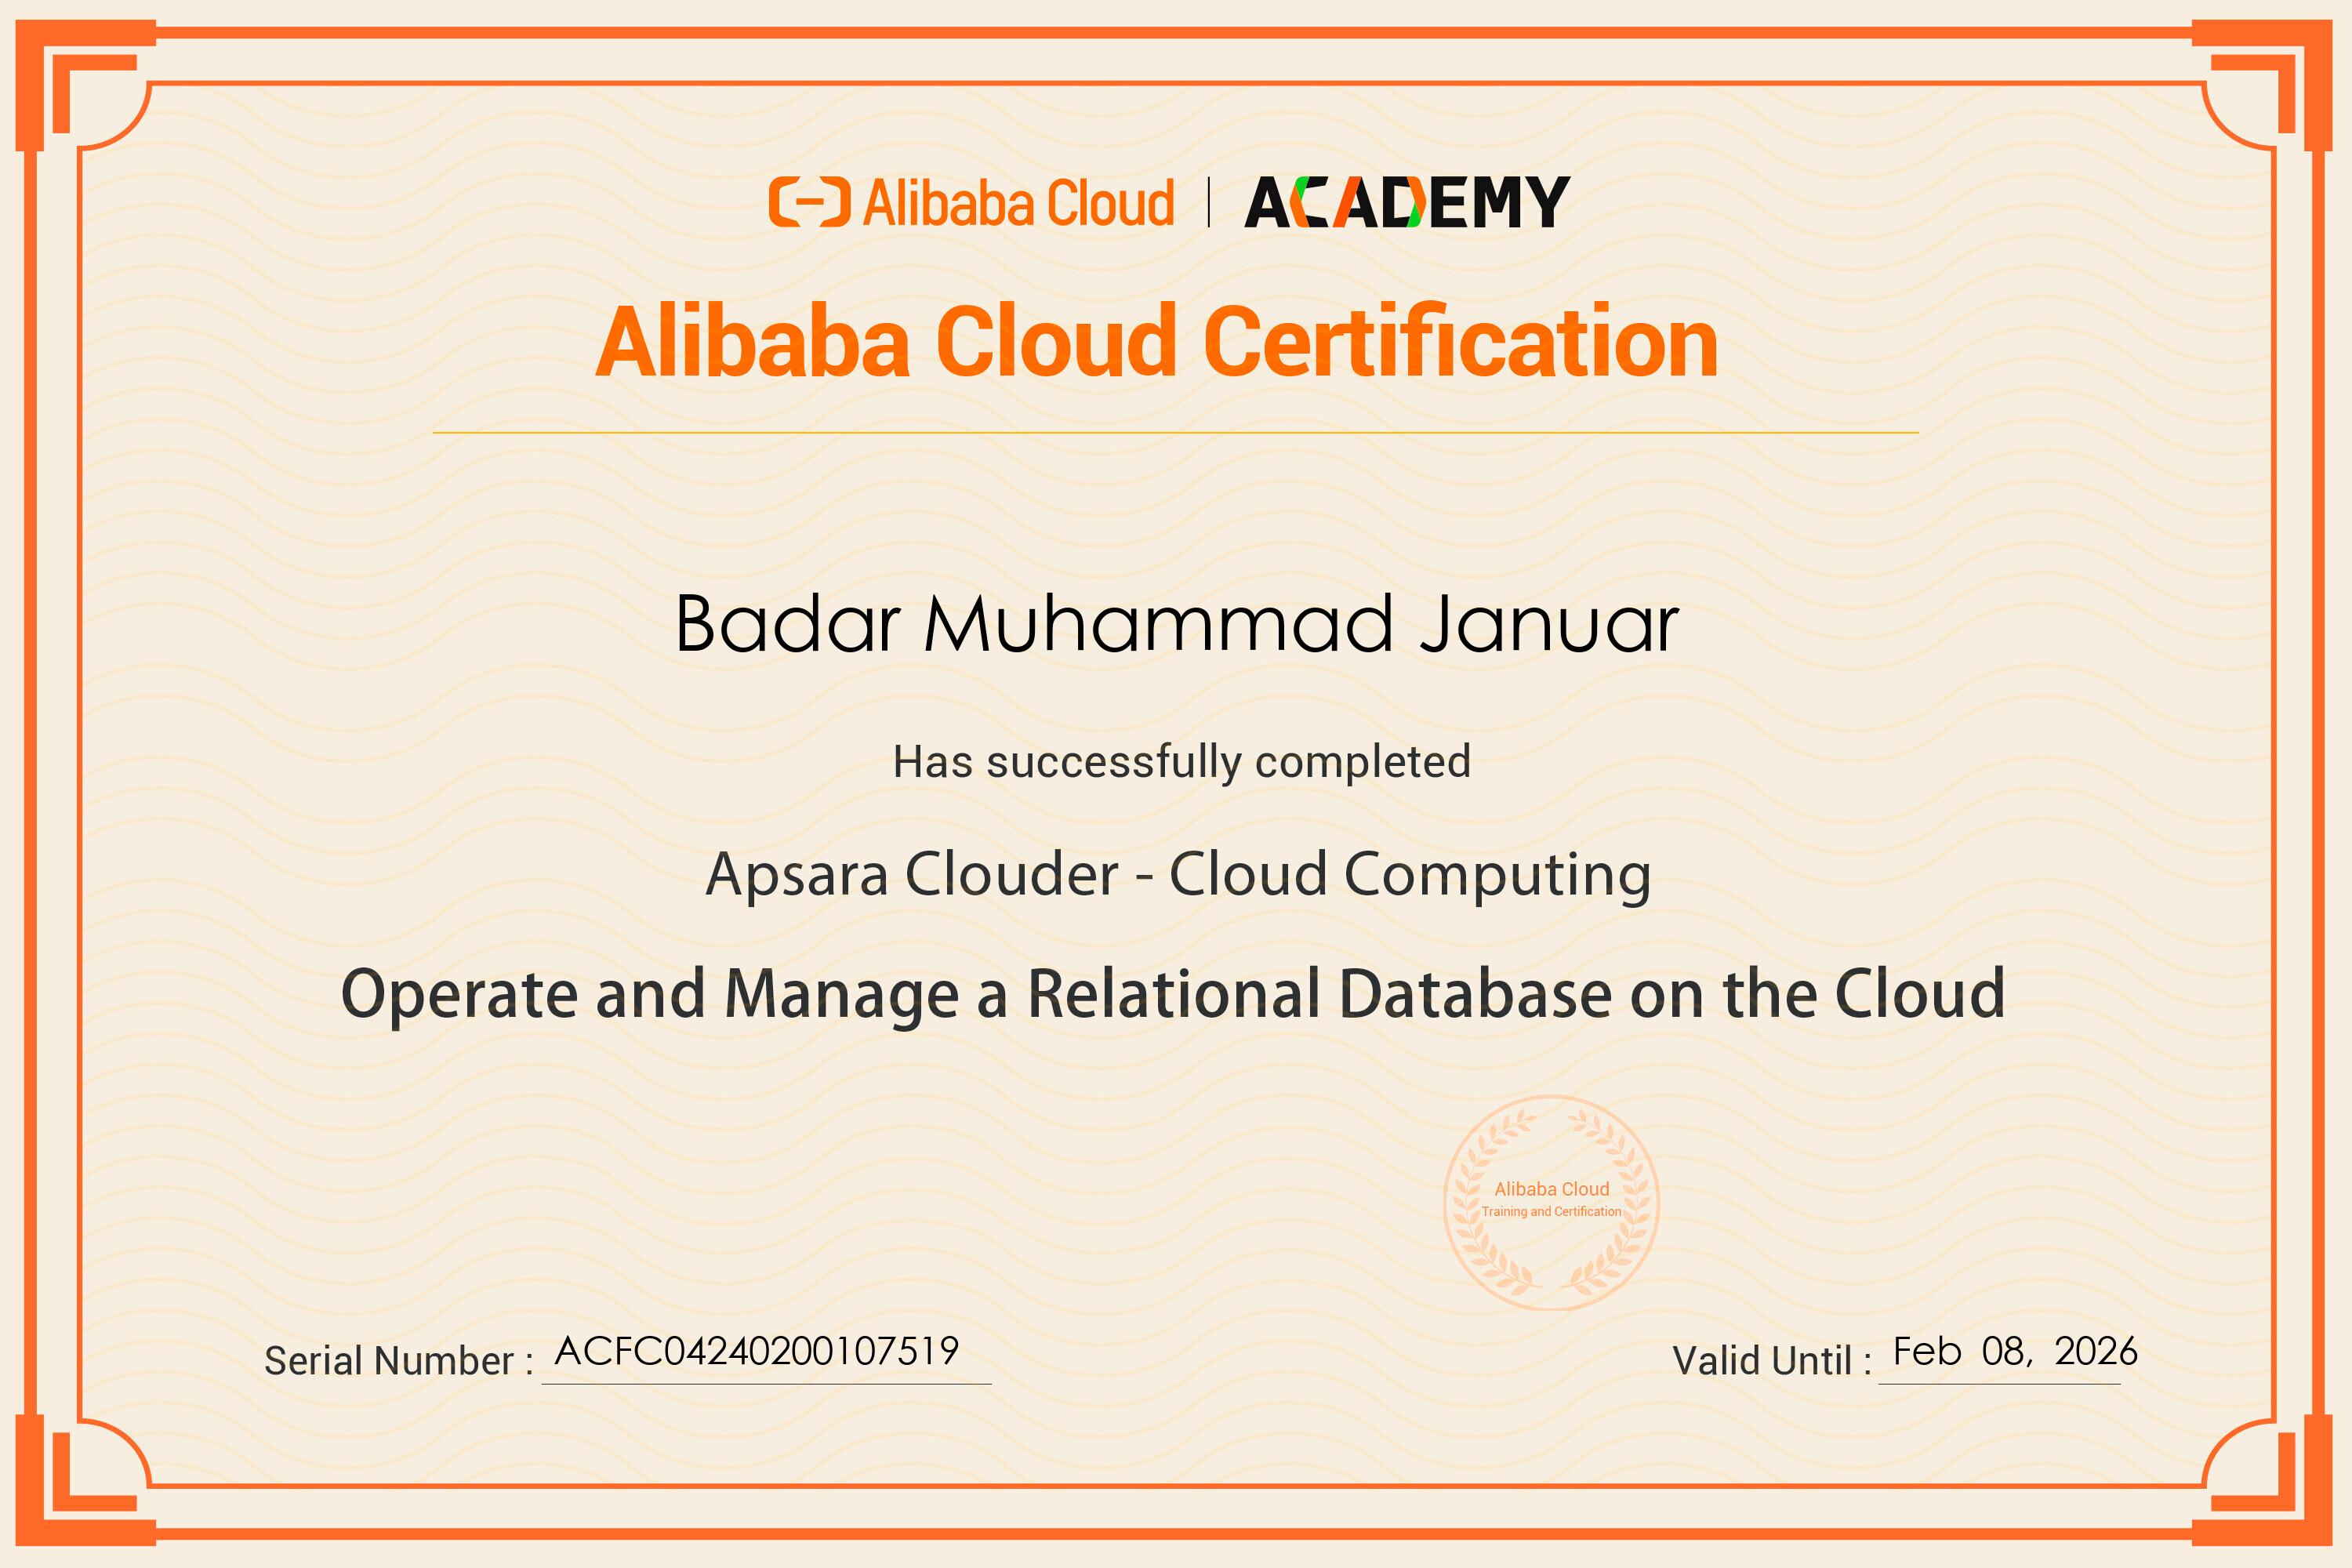 Alibaba Cloud | ACADEMY
Alibaba Cloud Certification
Badar Muhammad Januar
Has successfully completed
Apsara Clouder - Cloud Computing
Operate and Manage a Relational Database on the Cloud
Alibaba Cloud
Training and Certification
Serial Number : ACFC04240200107519
Valid Until : Feb 08, 2026